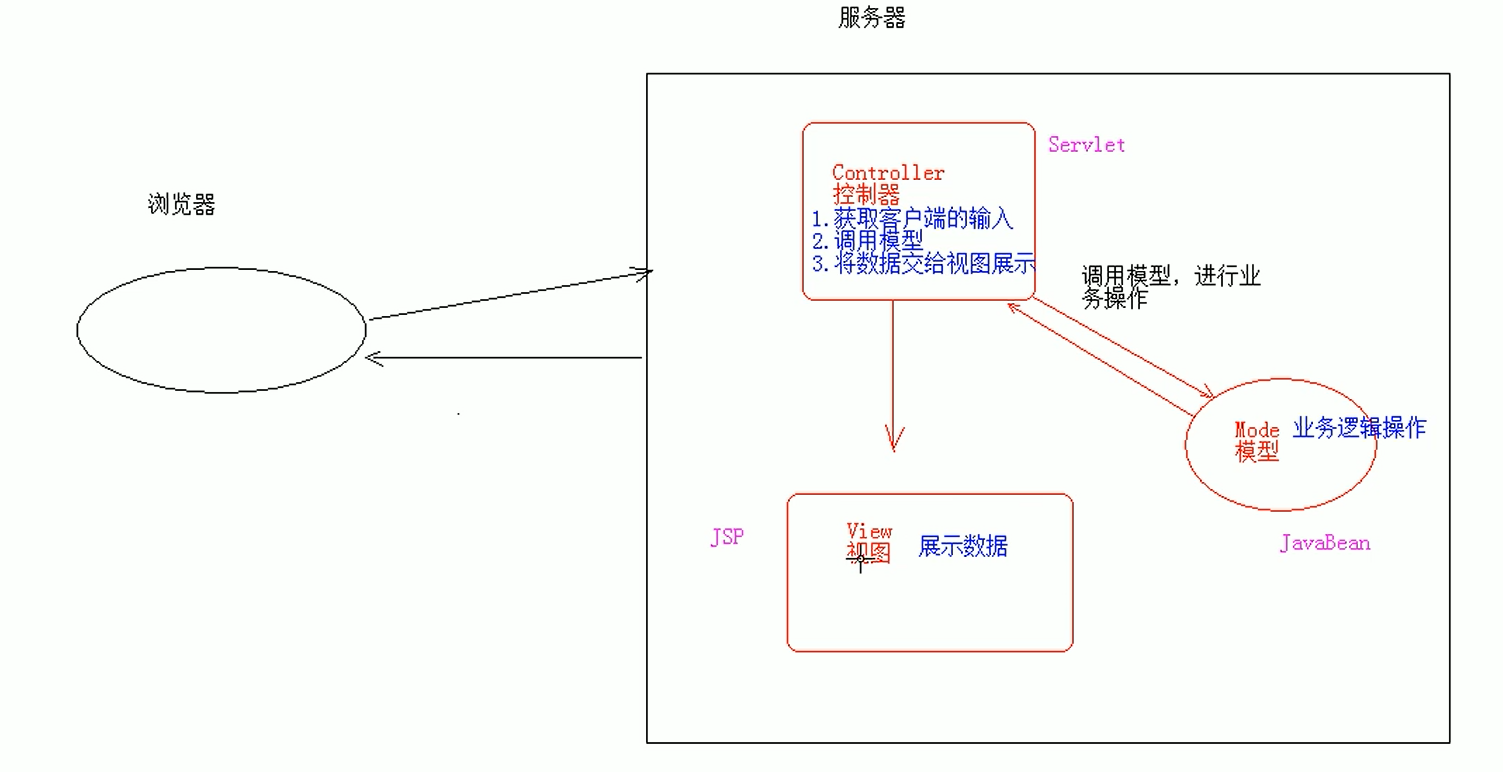 服务器
浏览器
Servlet
Controller
控制器
1.获取客户端的输入
2.调用模型
3.将数据交给视图展示
调用模型，进行业
务操作
Mode 业务逻辑操作
模型
JavaBean
JSP
View
视图 展示数据